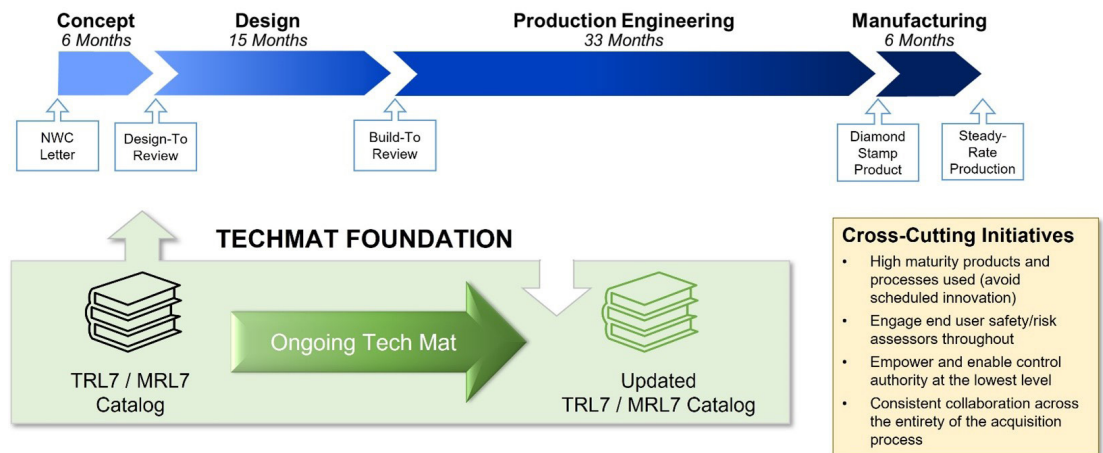 Concept
6 Months
Design
15 Months
Production Engineering
33 Months
Manufacturing
6 Months
NWC
Letter
Design-To
Review
Build-To
Review
Diamond
Stamp
Product
Steady-
Rate
Production
TECHMAT FOUNDATION
TRL7 / MRL7
Catalog
Ongoing Tech Mat
Updated
TRL7 / MRL7 Catalog
Cross-Cutting Initiatives
• High maturity products and
processes used (avoid
scheduled innovation)
• Engage end user safety/risk
assessors throughout
• Empower and enable control
authority at the lowest level
• Consistent collaboration across
the entirety of the acquisition
process